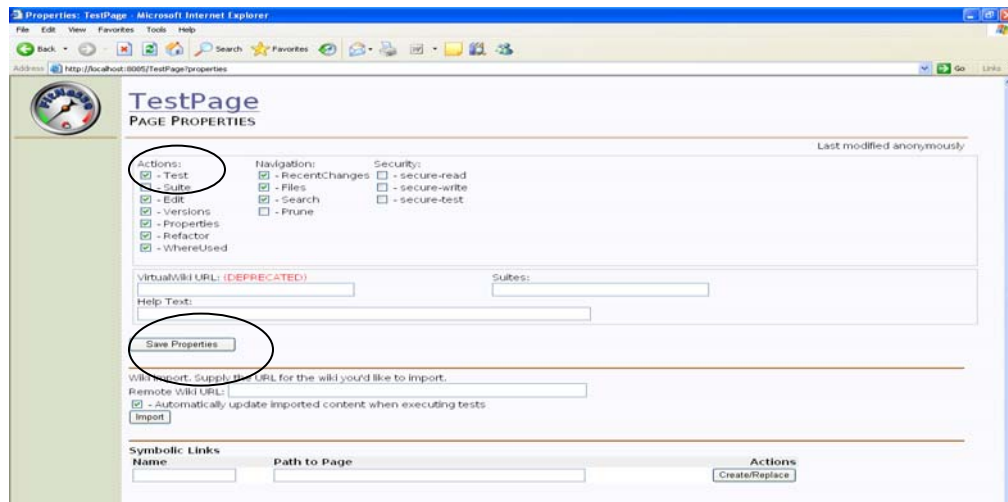 Properties: TestPage - Microsoft Internet Explorer
File Edit View Favorites Tools Help
Back Search Favorites
Address http://localhost:8085/TestPage?properties Go Links
FitNesse
TestPage
PAGE PROPERTIES
Last modified anonymously
Actions: Navigation: Security:
- Test - RecentChanges - secure-read
- Suite - Files - secure-write
- Edit - Search - secure-test
- Versions - Prune
- Properties
- Refactor
- WhereUsed
VirtualWiki URL: (DEPRECATED) Suites:
Help Text:
Save Properties
Wiki Import. Supply the URL for the wiki you'd like to import.
Remote Wiki URL:
- Automatically update imported content when executing tests
Import
Symbolic Links
Name Path to Page Actions
Create/Replace